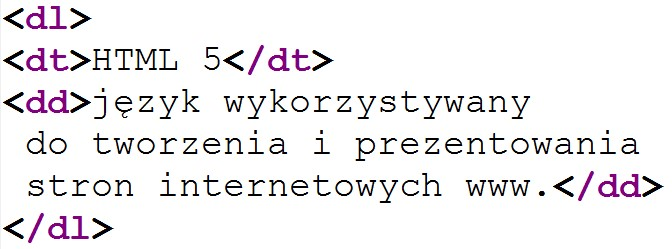 <dl>
<dt>HTML 5</dt>
<dd>język wykorzystywany
do tworzenia i prezentowania
stron internetowych www.</dd>
</dl>